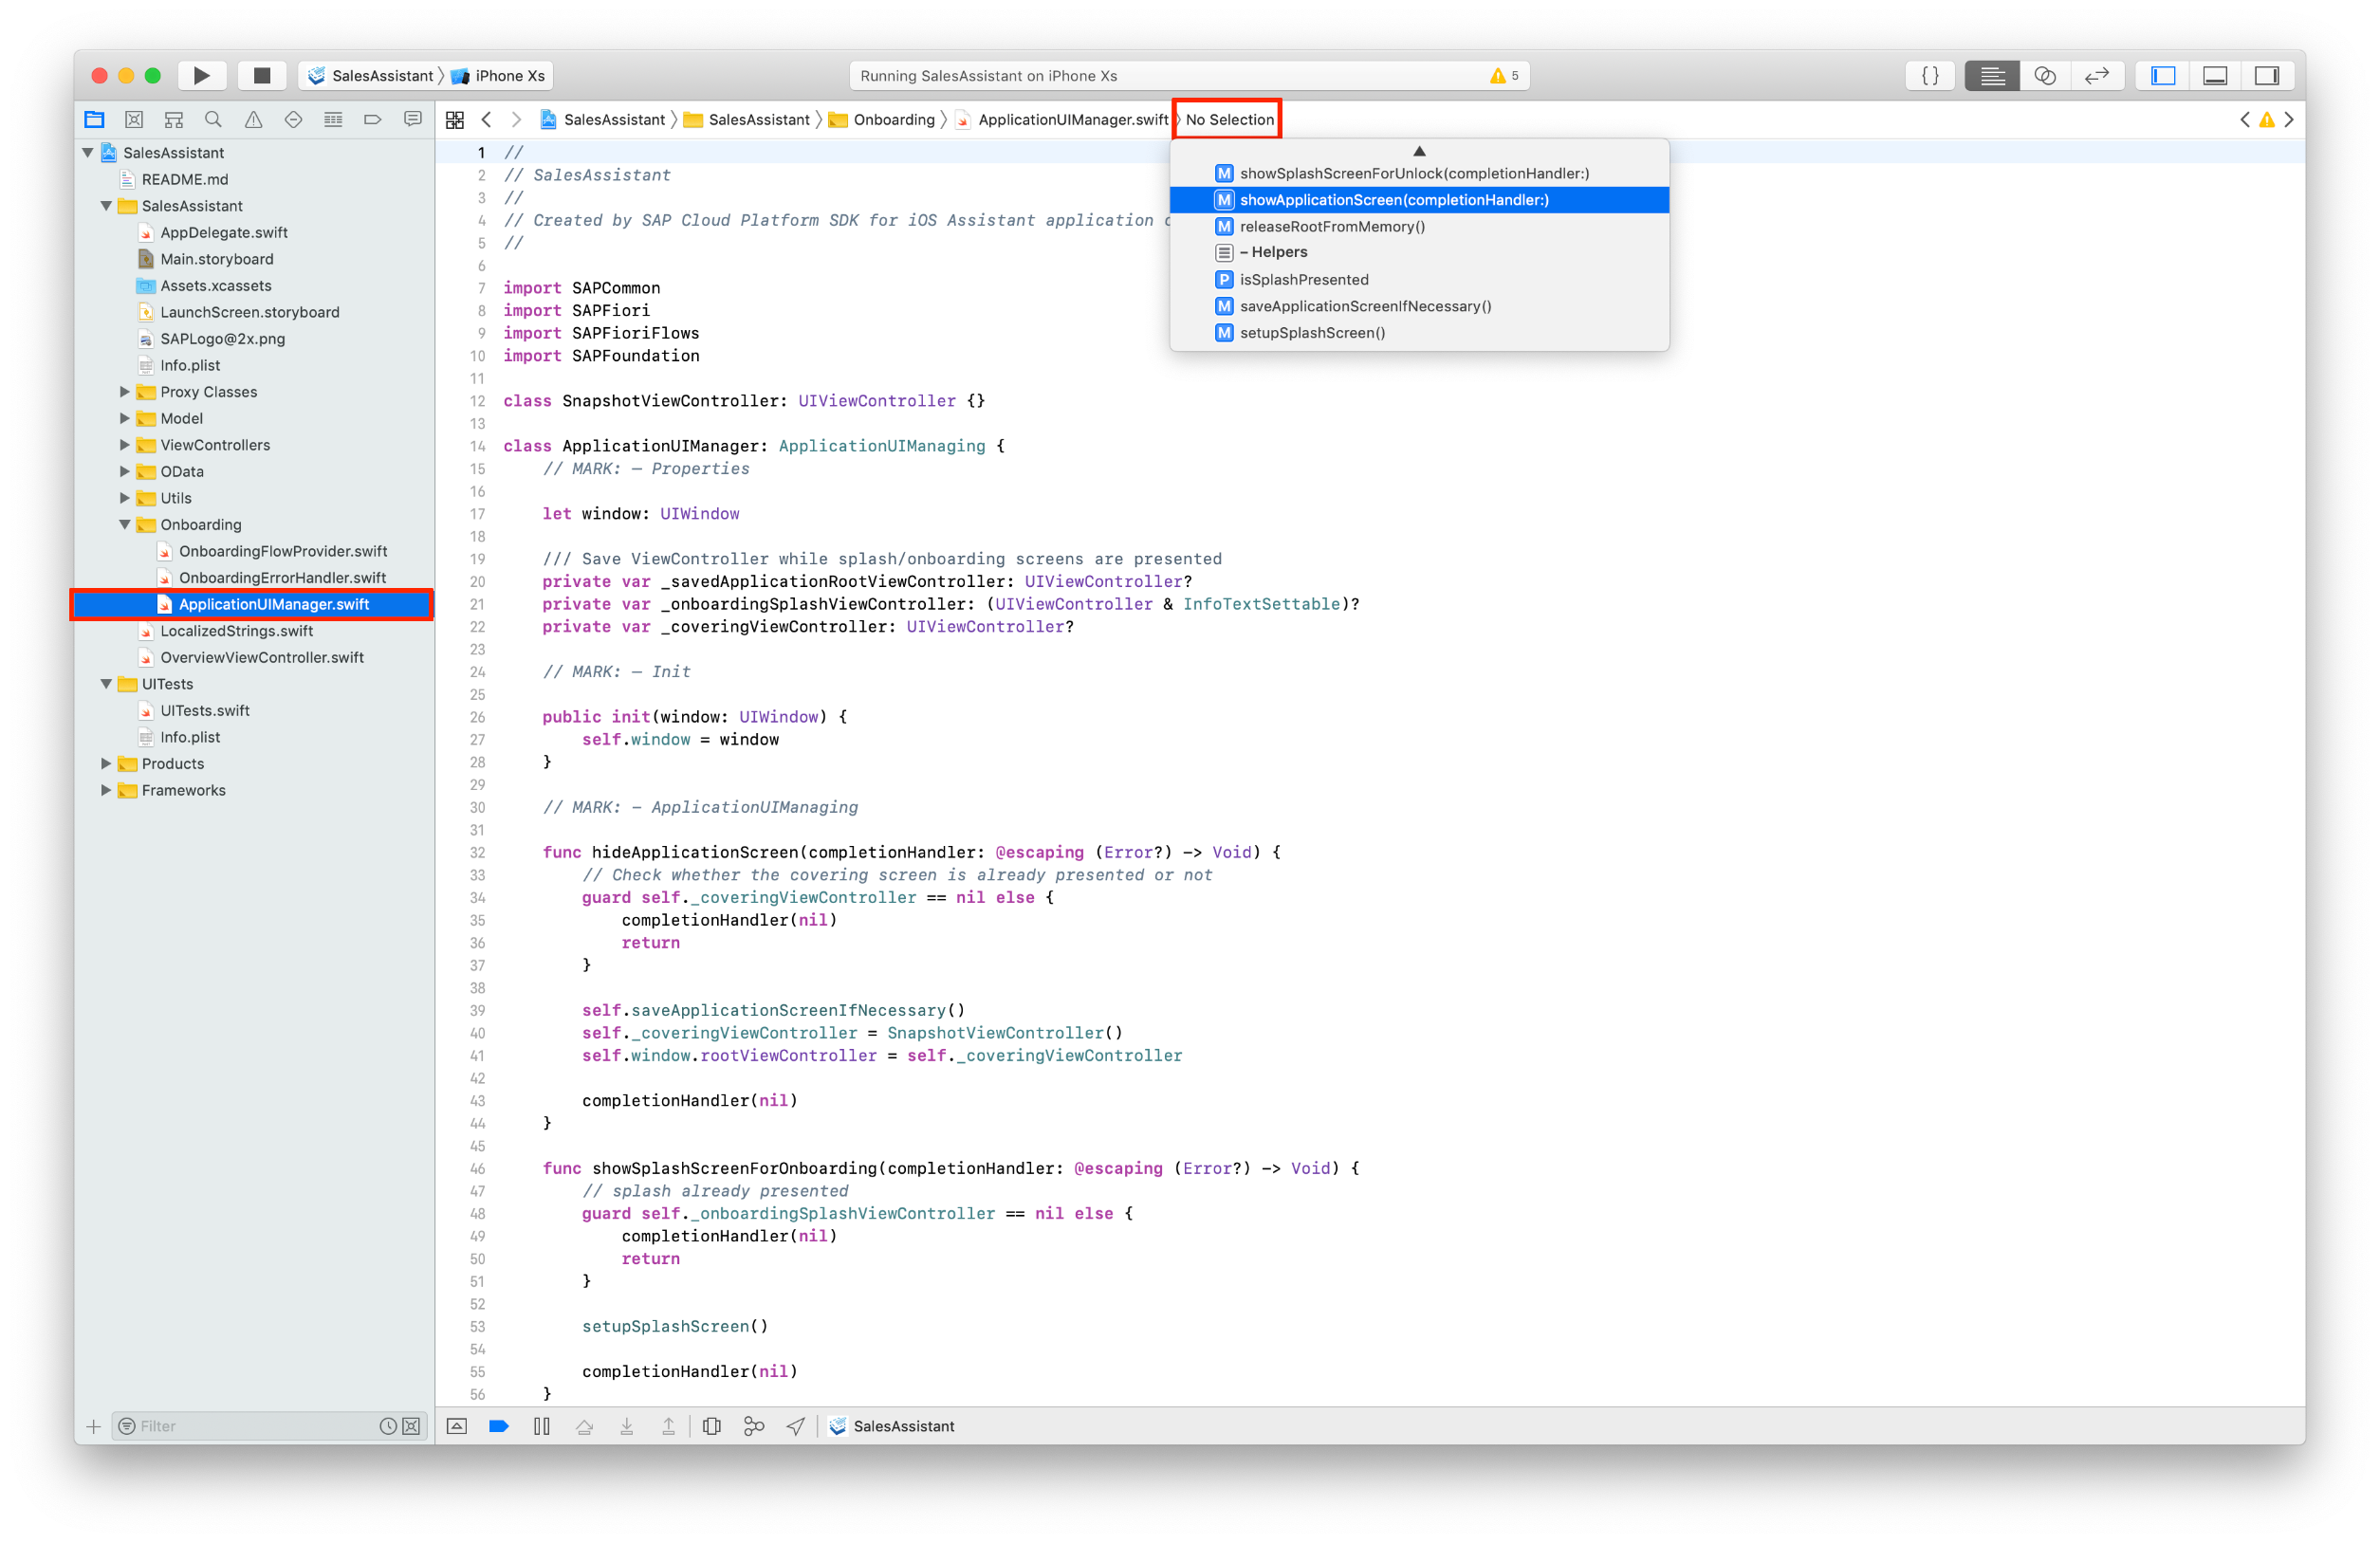 SalesAssistant 〉 iPhone Xs
Running SalesAssistant on iPhone Xs
5
{ }
SalesAssistant 〉 SalesAssistant 〉 Onboarding 〉 ApplicationUIManager.swift 〉 No Selection
SalesAssistant
README.md
SalesAssistant
AppDelegate.swift
Main.storyboard
Assets.xcassets
LaunchScreen.storyboard
SAPLogo@2x.png
Info.plist
Proxy Classes
Model
ViewControllers
OData
Utils
Onboarding
OnboardingFlowProvider.swift
OnboardingErrorHandler.swift
ApplicationUIManager.swift
LocalizedStrings.swift
OverviewViewController.swift
UITests
UITests.swift
Info.plist
Products
Frameworks
Filter
M showSplashScreenForUnlock(completionHandler:)
M showApplicationScreen(completionHandler:)
M releaseRootFromMemory()
– Helpers
P isSplashPresented
M saveApplicationScreenIfNecessary()
M setupSplashScreen()
1 //
2 // SalesAssistant
3 //
4 // Created by SAP Cloud Platform SDK for iOS Assistant application
5 //
6
7 import SAPCommon
8 import SAPFiori
9 import SAPFioriFlows
10 import SAPFoundation
11
12 class SnapshotViewController: UIViewController {}
13
14 class ApplicationUIManager: ApplicationUIManaging {
15 // MARK: – Properties
16
17 let window: UIWindow
18
19 /// Save ViewController while splash/onboarding screens are presented
20 private var _savedApplicationRootViewController: UIViewController?
21 private var _onboardingSplashViewController: (UIViewController & InfoTextSettable)?
22 private var _coveringViewController: UIViewController?
23
24 // MARK: – Init
25
26 public init(window: UIWindow) {
27 self.window = window
28 }
29
30 // MARK: - ApplicationUIManaging
31
32 func hideApplicationScreen(completionHandler: @escaping (Error?) -> Void) {
33 // Check whether the covering screen is already presented or not
34 guard self._coveringViewController == nil else {
35 completionHandler(nil)
36 return
37 }
38
39 self.saveApplicationScreenIfNecessary()
40 self._coveringViewController = SnapshotViewController()
41 self.window.rootViewController = self._coveringViewController
42
43 completionHandler(nil)
44 }
45
46 func showSplashScreenForOnboarding(completionHandler: @escaping (Error?) -> Void) {
47 // splash already presented
48 guard self._onboardingSplashViewController == nil else {
49 completionHandler(nil)
50 return
51 }
52
53 setupSplashScreen()
54
55 completionHandler(nil)
56 }
SalesAssistant